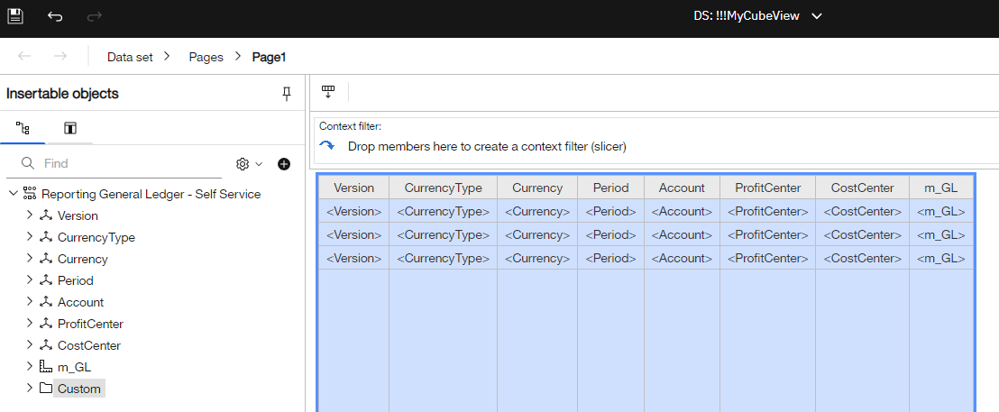 DS: !!!MyCubeView
Data set > Pages > Page1
Insertable objects
Find
Reporting General Ledger - Self Service
Version
CurrencyType
Currency
Period
Account
ProfitCenter
CostCenter
m_GL
Custom
Context filter:
Drop members here to create a context filter (slicer)
Version CurrencyType Currency Period Account ProfitCenter CostCenter m_GL
<Version> <CurrencyType> <Currency> <Period> <Account> <ProfitCenter> <CostCenter> <m_GL>
<Version> <CurrencyType> <Currency> <Period> <Account> <ProfitCenter> <CostCenter> <m_GL>
<Version> <CurrencyType> <Currency> <Period> <Account> <ProfitCenter> <CostCenter> <m_GL>